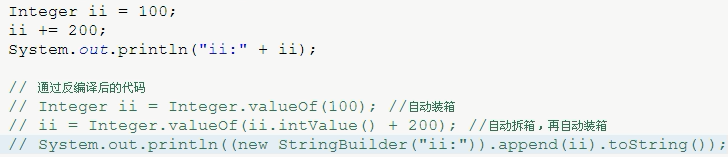 Integer ii = 100;
ii += 200;
System.out.println("ii:" + ii);
// 通过反编译后的代码
// Integer ii = Integer.valueOf(100); //自动装箱
// ii = Integer.valueOf(ii.intValue() + 200); //自动拆箱，再自动装箱
// System.out.println((new StringBuilder("ii:")).append(ii).toString());